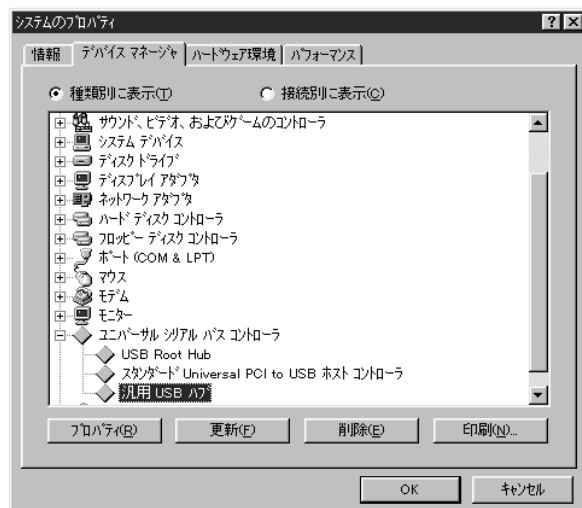 システムのプロパティ
情報 デバイス マネージャ ハードウェア環境 パフォーマンス
種類別に表示(T) 接続別に表示(C)
サウンド、ビデオ、およびゲームのコントローラ
システム デバイス
ディスク ドライブ
ディスプレイ アダプタ
ネットワーク アダプタ
ハード ディスク コントローラ
フロッピー ディスク コントローラ
ポート (COM & LPT)
マウス
モデム
モニター
ユニバーサル シリアル バス コントローラ
USB Root Hub
スタンダード Universal PCI to USB ホスト コントローラ
汎用 USB ハブ
プロパティ(R) 更新(F) 削除(E) 印刷(N)...
OK キャンセル